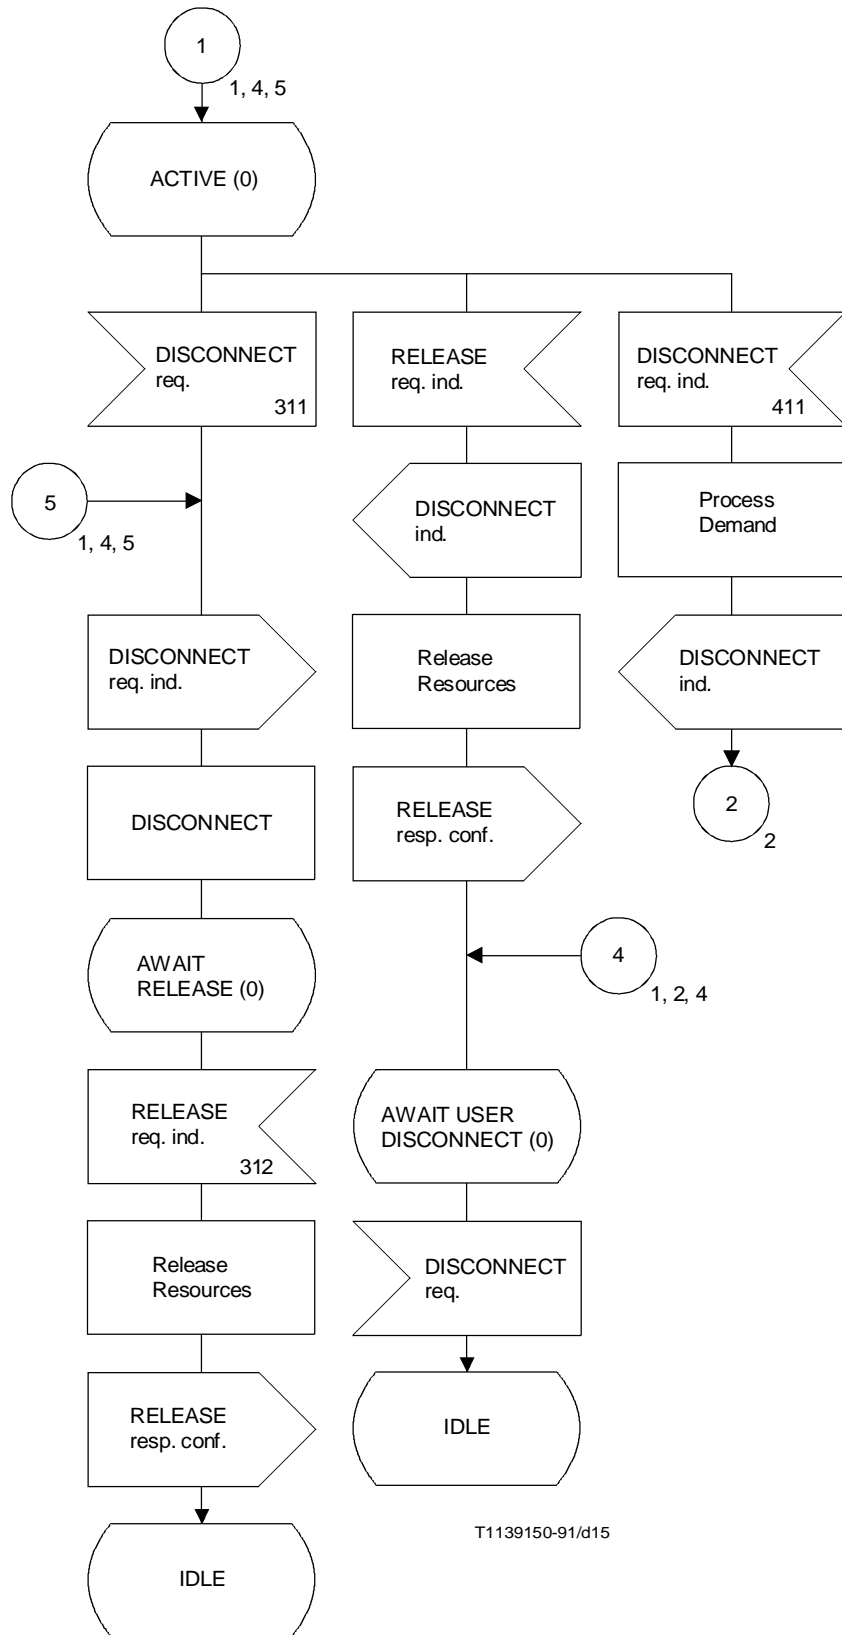 1
1, 4, 5
ACTIVE (0)
DISCONNECT
req.
311
RELEASE
req. ind.
DISCONNECT
req. ind.
411
5
1, 4, 5
DISCONNECT
ind.
Process
Demand
DISCONNECT
req. ind.
Release
Resources
DISCONNECT
ind.
DISCONNECT
RELEASE
resp. conf.
2
2
AWAIT
RELEASE (0)
4
1, 2, 4
RELEASE
req. ind.
312
AWAIT USER
DISCONNECT (0)
Release
Resources
DISCONNECT
req.
RELEASE
resp. conf.
IDLE
T1139150-91/d15
IDLE